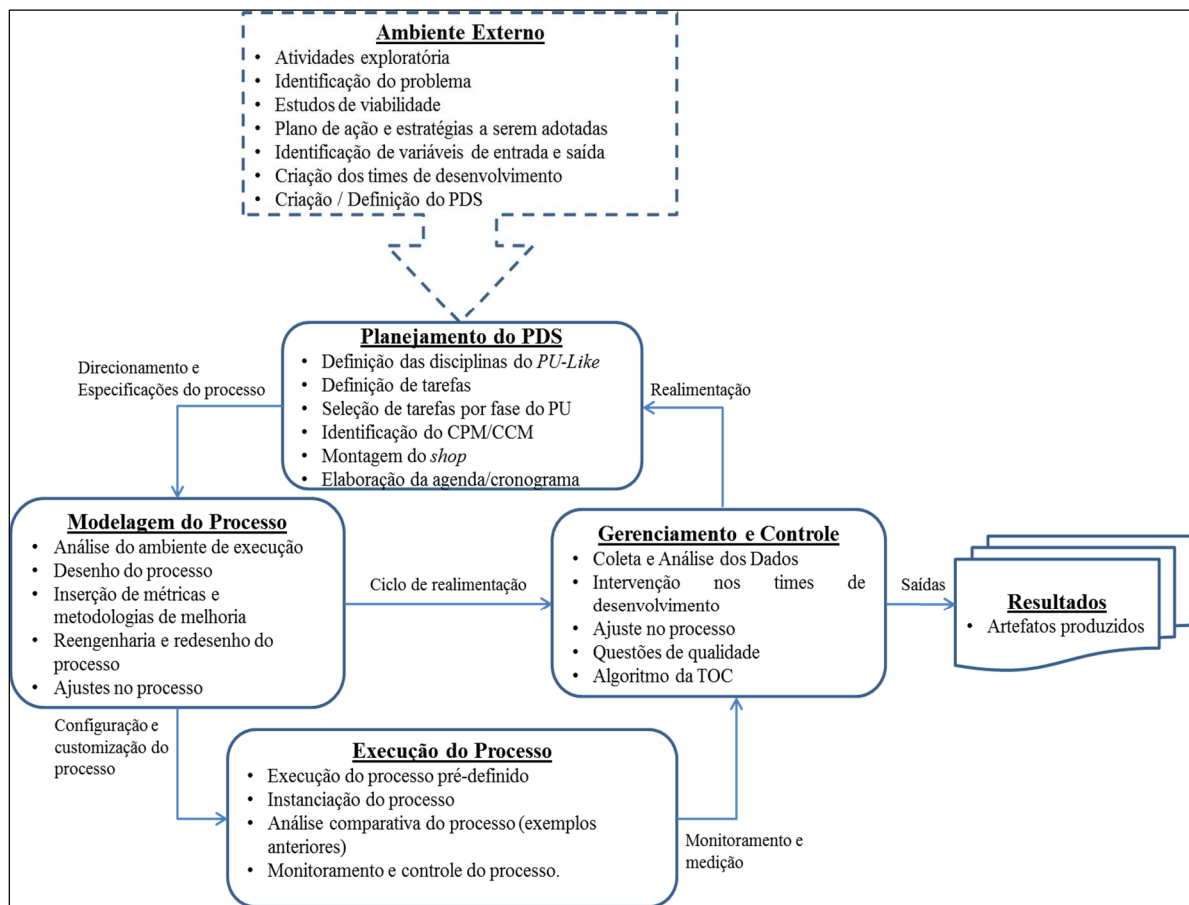 Ambiente Externo
• Atividades exploratória
• Identificação do problema
• Estudos de viabilidade
• Plano de ação e estratégias a serem adotadas
• Identificação de variáveis de entrada e saída
• Criação dos times de desenvolvimento
• Criação / Definição do PDS
Planejamento do PDS
• Definição das disciplinas do PU-Like
• Definição de tarefas
• Seleção de tarefas por fase do PU
• Identificação do CPM/CCM
• Montagem do shop
• Elaboração da agenda/cronograma
Direcionamento e
Especificações do processo
Realimentação
Modelagem do Processo
• Análise do ambiente de execução
• Desenho do processo
• Inserção de métricas e
metodologias de melhoria
• Reengenharia e redesenho do
processo
• Ajustes no processo
Ciclo de realimentação
Gerenciamento e Controle
• Coleta e Análise dos Dados
• Intervenção nos times de
desenvolvimento
• Ajuste no processo
• Questões de qualidade
• Algoritmo da TOC
Saídas
Resultados
• Artefatos produzidos
Configuração e
customização do
processo
Execução do Processo
• Execução do processo pré-definido
• Instanciação do processo
• Análise comparativa do processo (exemplos
anteriores)
• Monitoramento e controle do processo.
Monitoramento e
medição